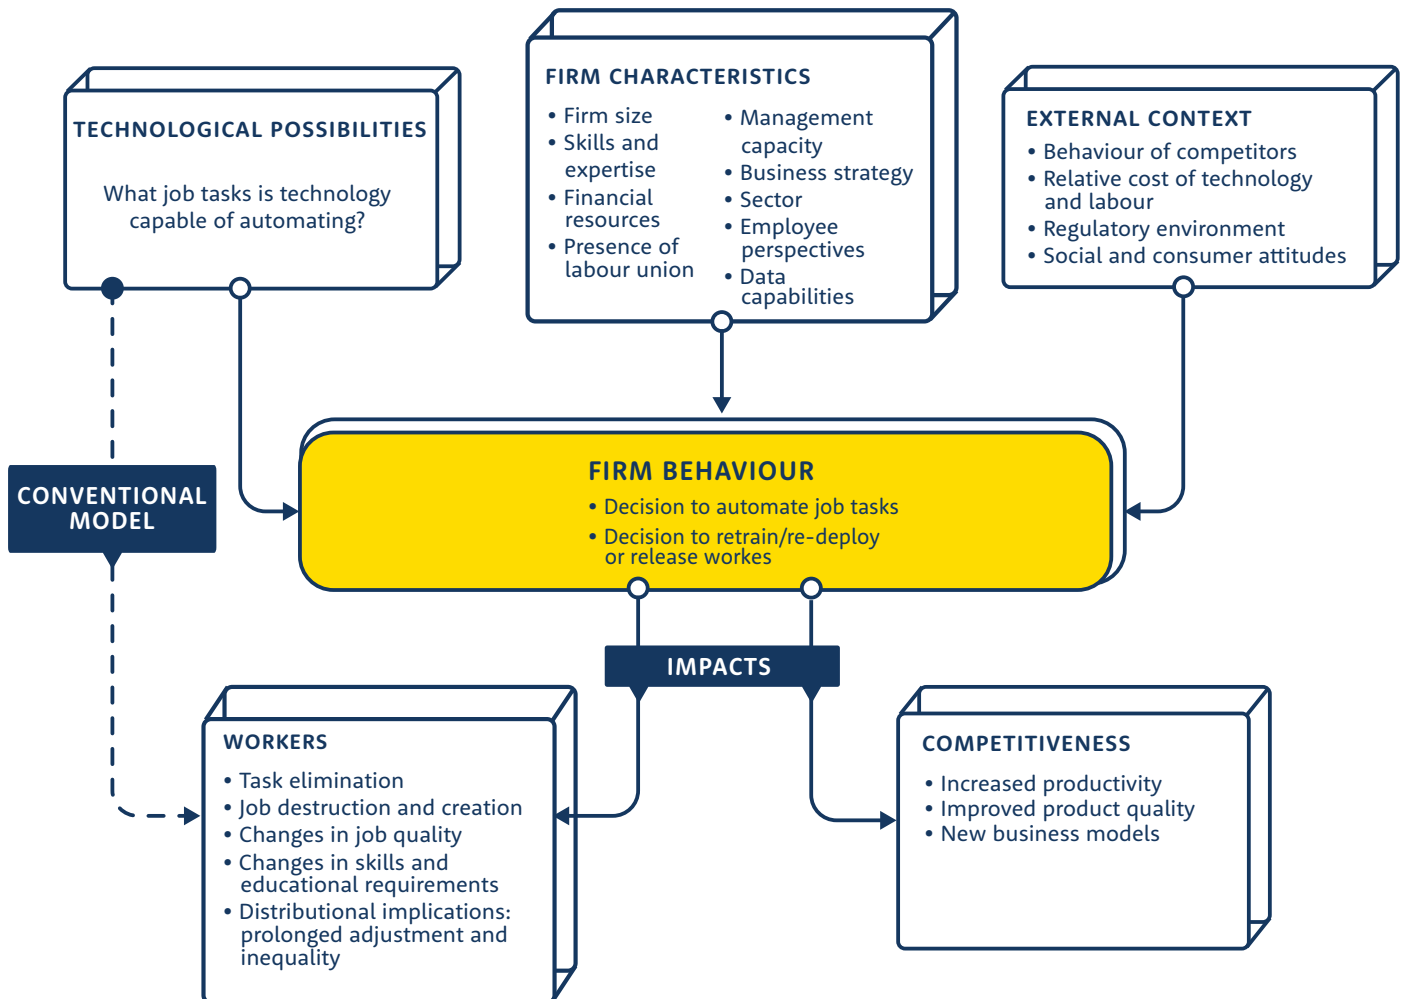 TECHNOLOGICAL POSSIBILITIES
What job tasks is technology
capable of automating?
FIRM CHARACTERISTICS
• Firm size
• Skills and
expertise
• Financial
resources
• Presence of
labour union
• Management
capacity
• Business strategy
• Sector
• Employee
perspectives
• Data
capabilities
EXTERNAL CONTEXT
• Behaviour of competitors
• Relative cost of technology
and labour
• Regulatory environment
• Social and consumer attitudes
CONVENTIONAL
MODEL
FIRM BEHAVIOUR
• Decision to automate job tasks
• Decision to retrain/re-deploy
or release workes
IMPACTS
WORKERS
• Task elimination
• Job destruction and creation
• Changes in job quality
• Changes in skills and
educational requirements
• Distributional implications:
prolonged adjustment and
inequality
COMPETITIVENESS
• Increased productivity
• Improved product quality
• New business models